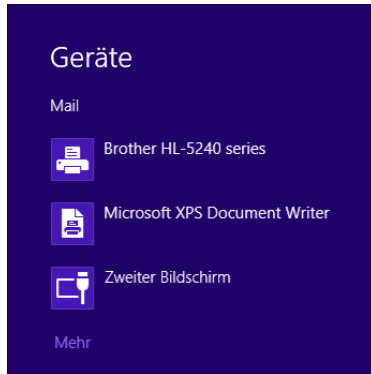 Geräte
Mail
Brother HL-5240 series
Microsoft XPS Document Writer
Zweiter Bildschirm
Mehr